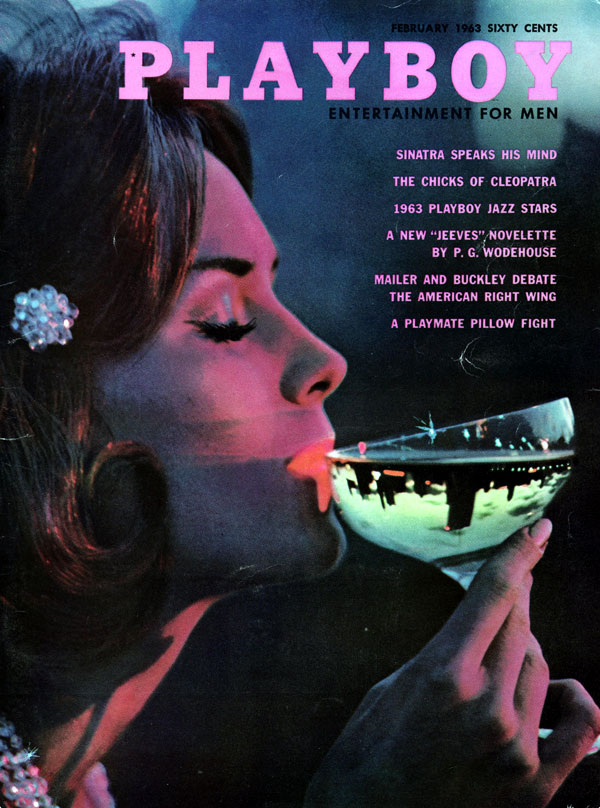 FEBRUARY 1963 SIXTY CENTS
PLAYBOY
ENTERTAINMENT FOR MEN
SINATRA SPEAKS HIS MIND
THE CHICKS OF CLEOPATRA
1963 PLAYBOY JAZZ STARS
A NEW "JEEVES" NOVELETTE
BY P. G. WODEHOUSE
MAILER AND BUCKLEY DEBATE
THE AMERICAN RIGHT WING
A PLAYMATE PILLOW FIGHT